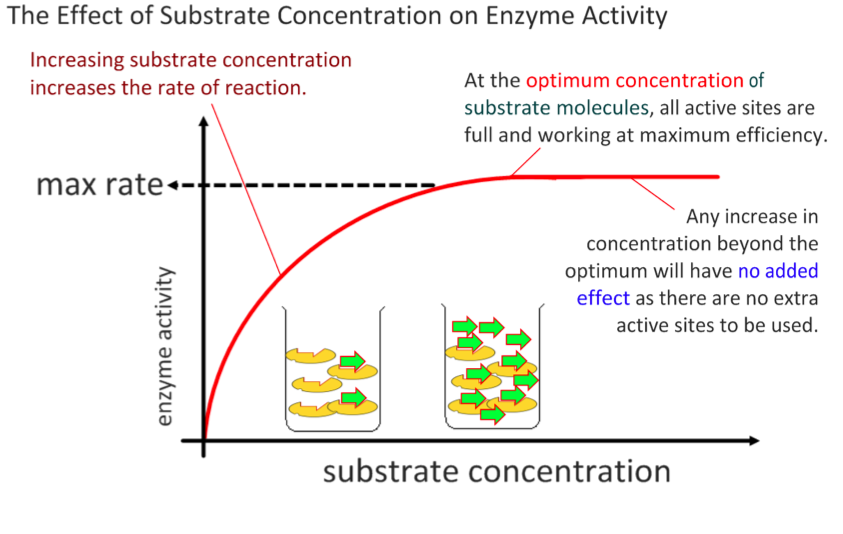 The Effect of Substrate Concentration on Enzyme Activity
Increasing substrate concentration
increases the rate of reaction.
At the optimum concentration of
substrate molecules, all active sites are
full and working at maximum efficiency.
max rate
Any increase in
concentration beyond the
optimum will have no added
effect as there are no extra
active sites to be used.
enzyme activity
substrate concentration